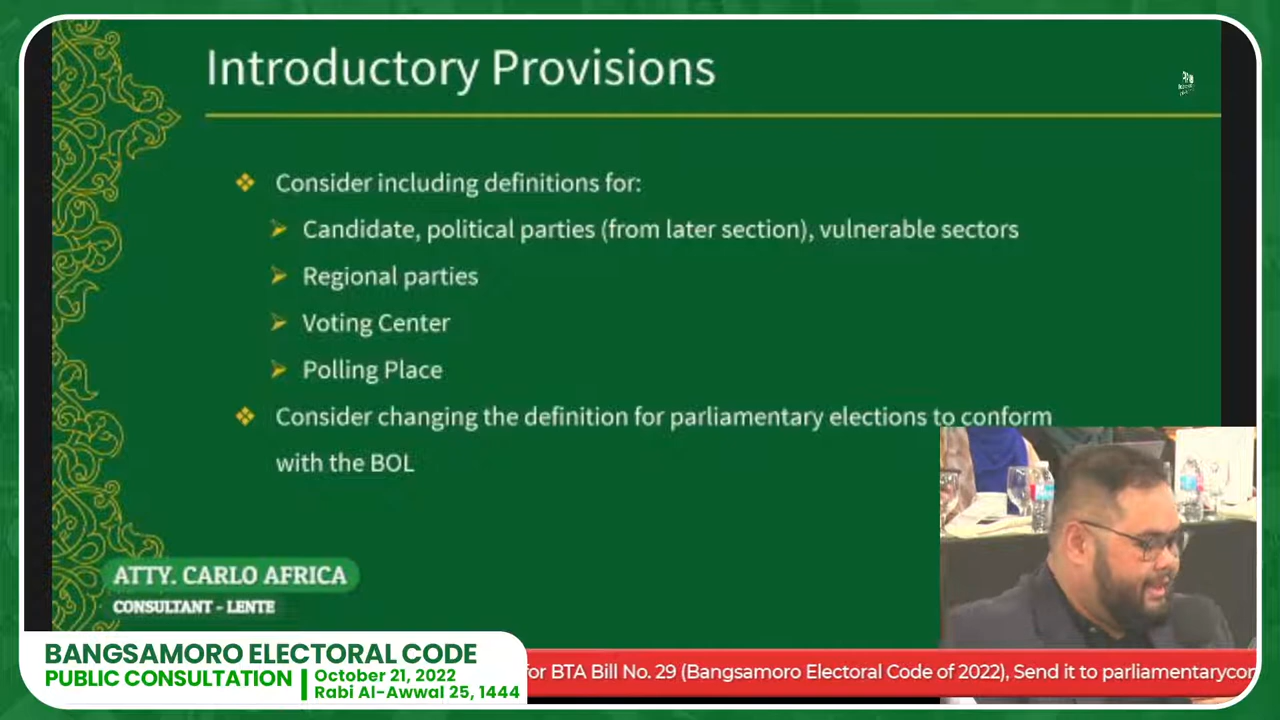 Introductory Provisions
Consider including definitions for:
Candidate, political parties (from later section), vulnerable sectors
Regional parties
Voting Center
Polling Place
Consider changing the definition for parliamentary elections to conform
with the BOL
ATTY. CARLO AFRICA
CONSULTANT - LENTE
BANGSAMORO ELECTORAL CODE
PUBLIC CONSULTATION
October 21, 2022
Rabi Al-Awwal 25, 1444
for BTA Bill No. 29 (Bangsamoro Electoral Code of 2022), Send it to parliamentarycor